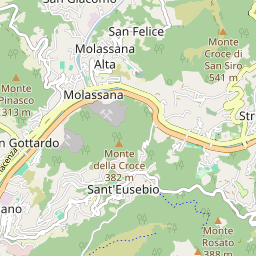 San Giacomo
San Felice
Molassana
Alta
Monte
Croce di
San Siro
541 m
Monte
Pinasco
313 m
Molassana
Str
n Gottardo
Monte
della Croce
382 m
Sant'Eusebio
acenza
ano
Monte
Rosato
388 m